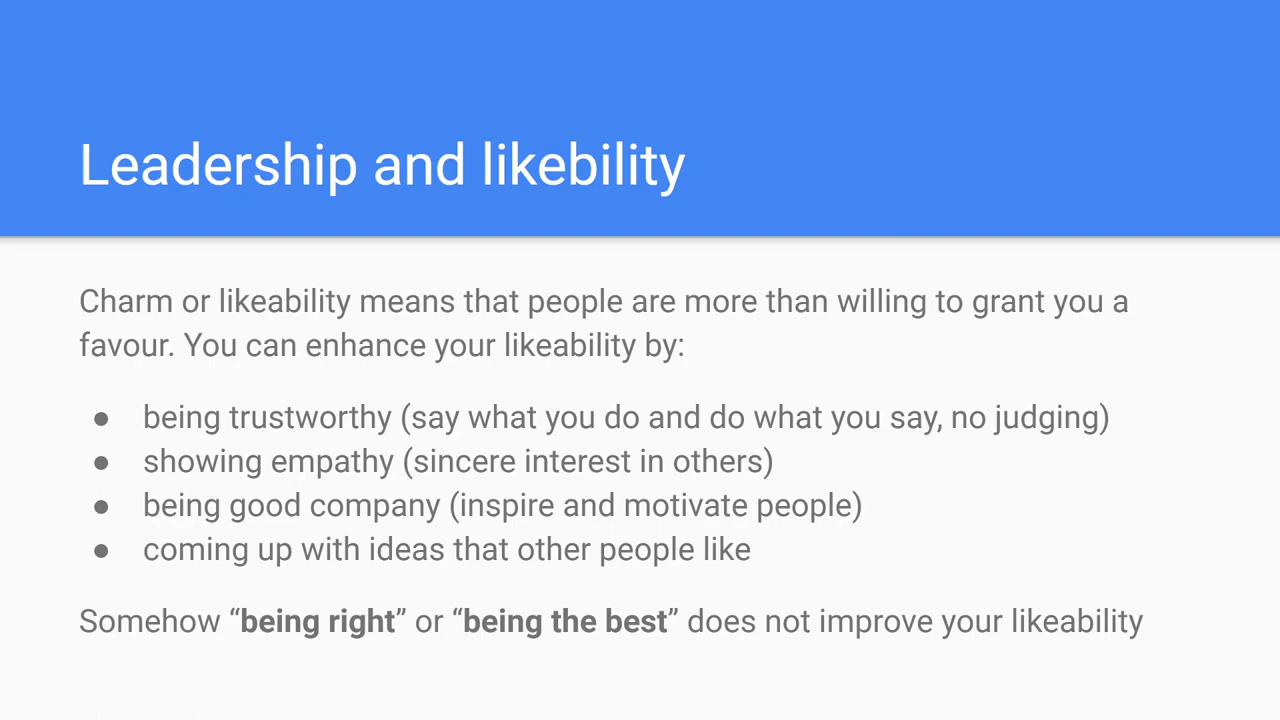 Leadership and likebility
Charm or likeability means that people are more than willing to grant you a
favour. You can enhance your likeability by:
● being trustworthy (say what you do and do what you say, no judging)
● showing empathy (sincere interest in others)
● being good company (inspire and motivate people)
● coming up with ideas that other people like
Somehow “being right” or “being the best” does not improve your likeability